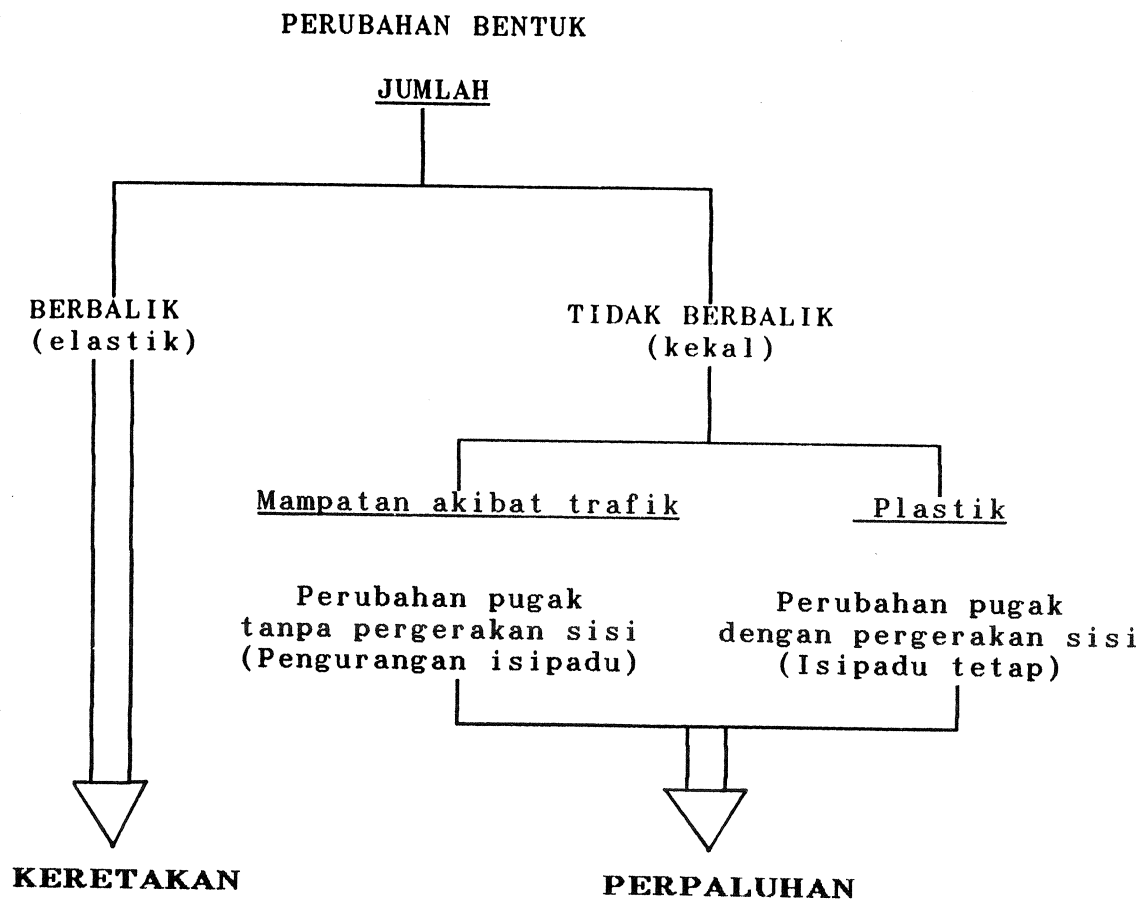 PERUBAHAN BENTUK
JUMLAH
BERBALIK
(elastik)
TIDAK BERBALIK
(kekal)
Mampatan akibat trafik
Plastik
Perubahan pugak
tanpa pergerakan sisi
(Pengurangan isipadu)
Perubahan pugak
dengan pergerakan sisi
(Isipadu tetap)
KERETAKAN
PERPALUHAN